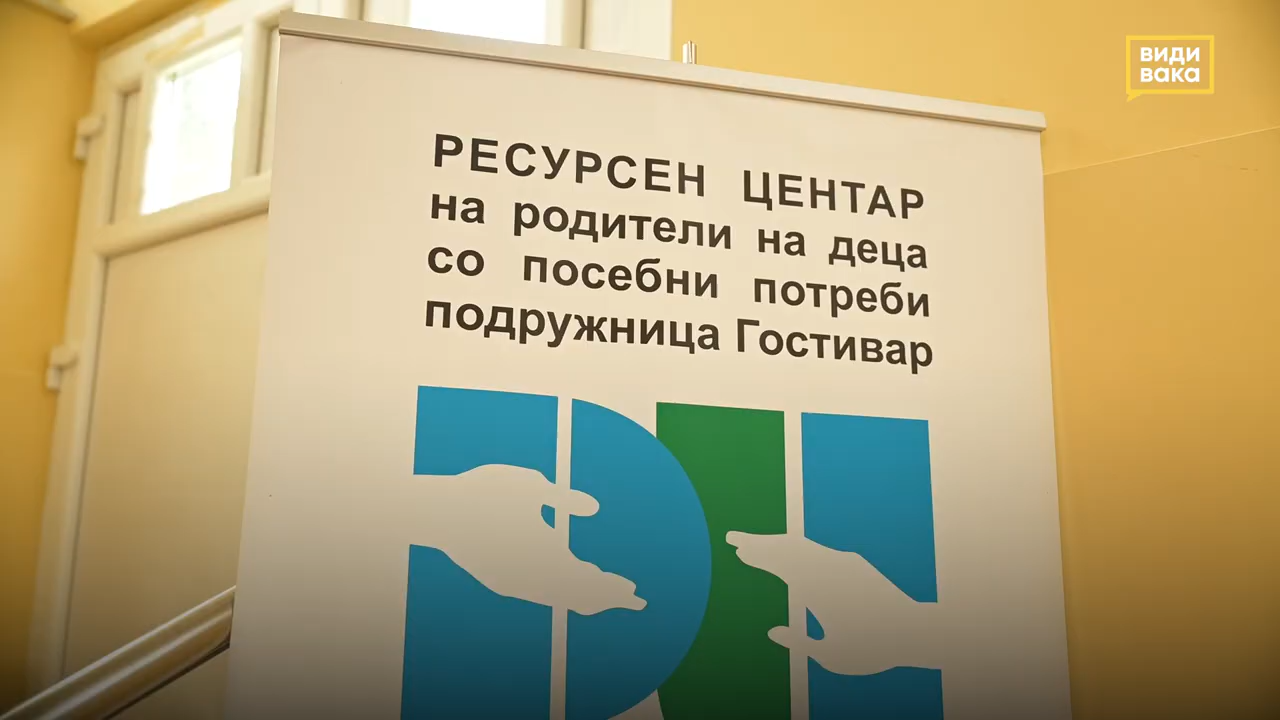 види
вака
РЕСУРСЕН ЦЕНТАР
на родители на деца
со посебни потреби
подружница Гостивар